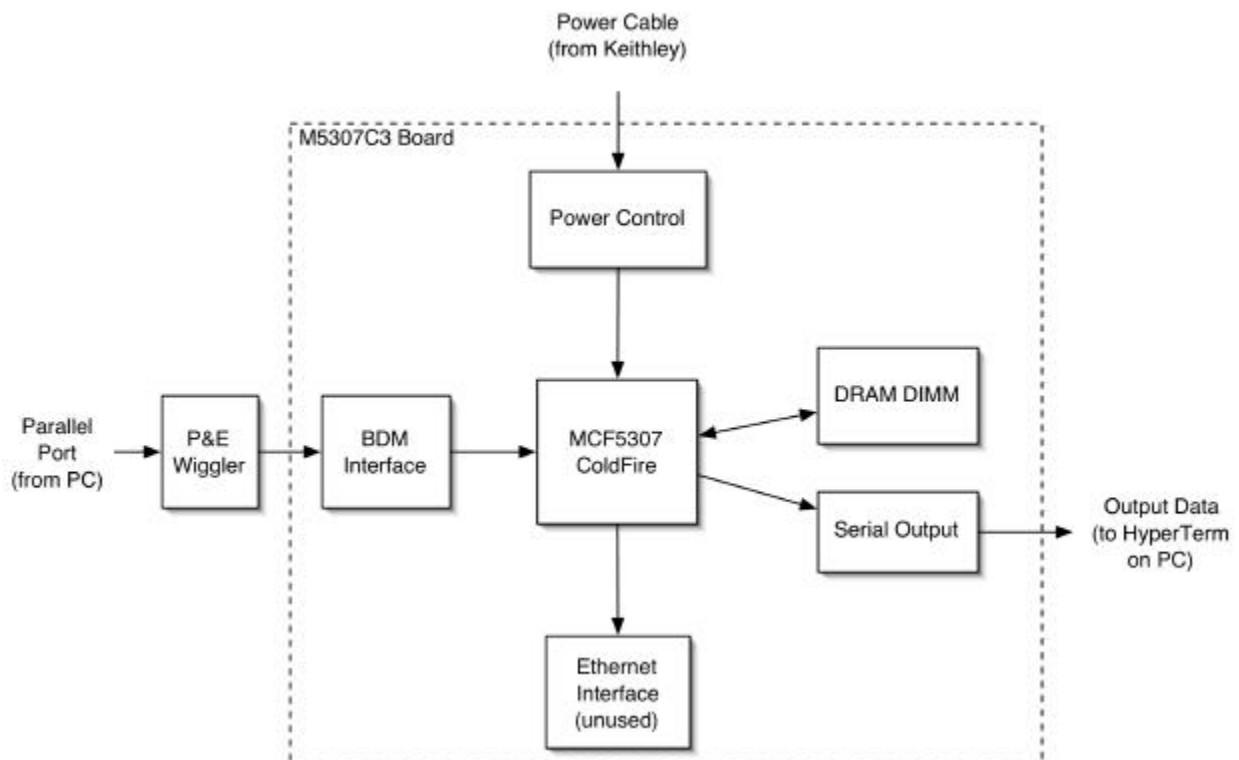 Power Cable
(from Keithley)
M5307C3 Board
Power Control
DRAM DIMM
Parallel
Port
(from PC)
P&E
Wiggler
BDM
Interface
MCF5307
ColdFire
Serial Output
Output Data
(to HyperTerm
on PC)
Ethernet
Interface
(unused)